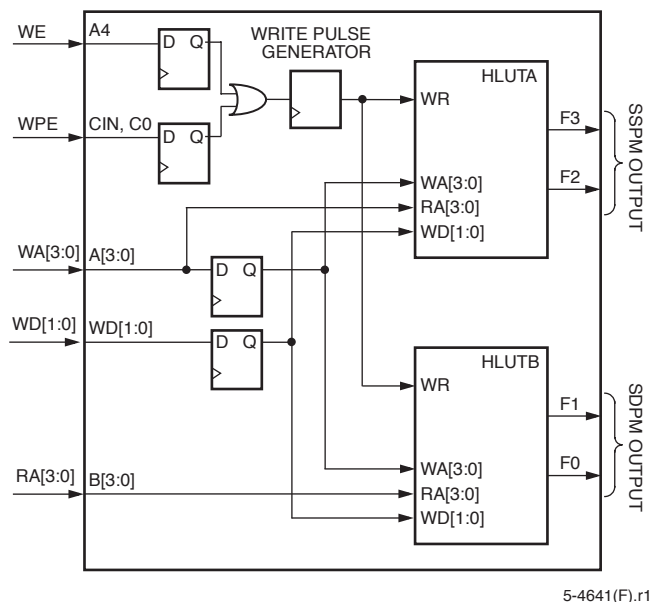 WE
A4
D Q
WRITE PULSE
GENERATOR
HLUTA
WR
F3
SSPM OUTPUT
WPE
CIN, C0
D Q
F2
WA[3:0]
RA[3:0]
WD[1:0]
WA[3:0]
A[3:0]
D Q
WD[1:0]
WD[1:0]
D Q
HLUTB
WR
F1
SDPM OUTPUT
F0
WA[3:0]
RA[3:0]
B[3:0]
RA[3:0]
WD[1:0]
5-4641(F).r1